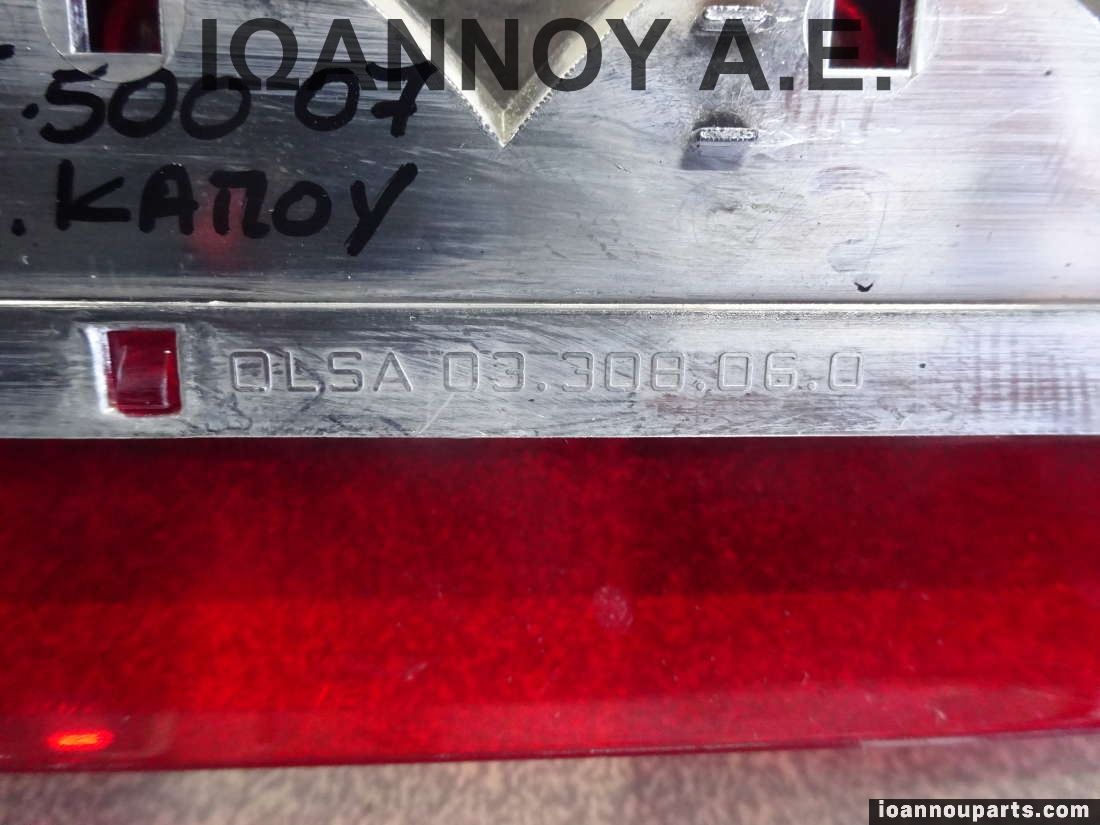 ΙΩΑΝΝΟΥ Α.Ε.
.500 07
. ΚΑΠΟΥ
OLSA 03.308.06.0
ioannouparts.com